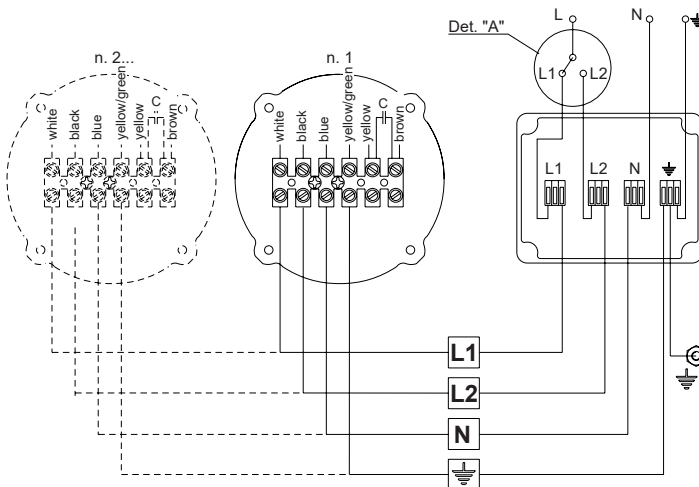 L N
Det. "A"
n. 2... n. 1
L1 L2
white black blue yellow/green yellow C brown
white black blue yellow/green yellow C brown
L1 L2 N
L1
L2
N